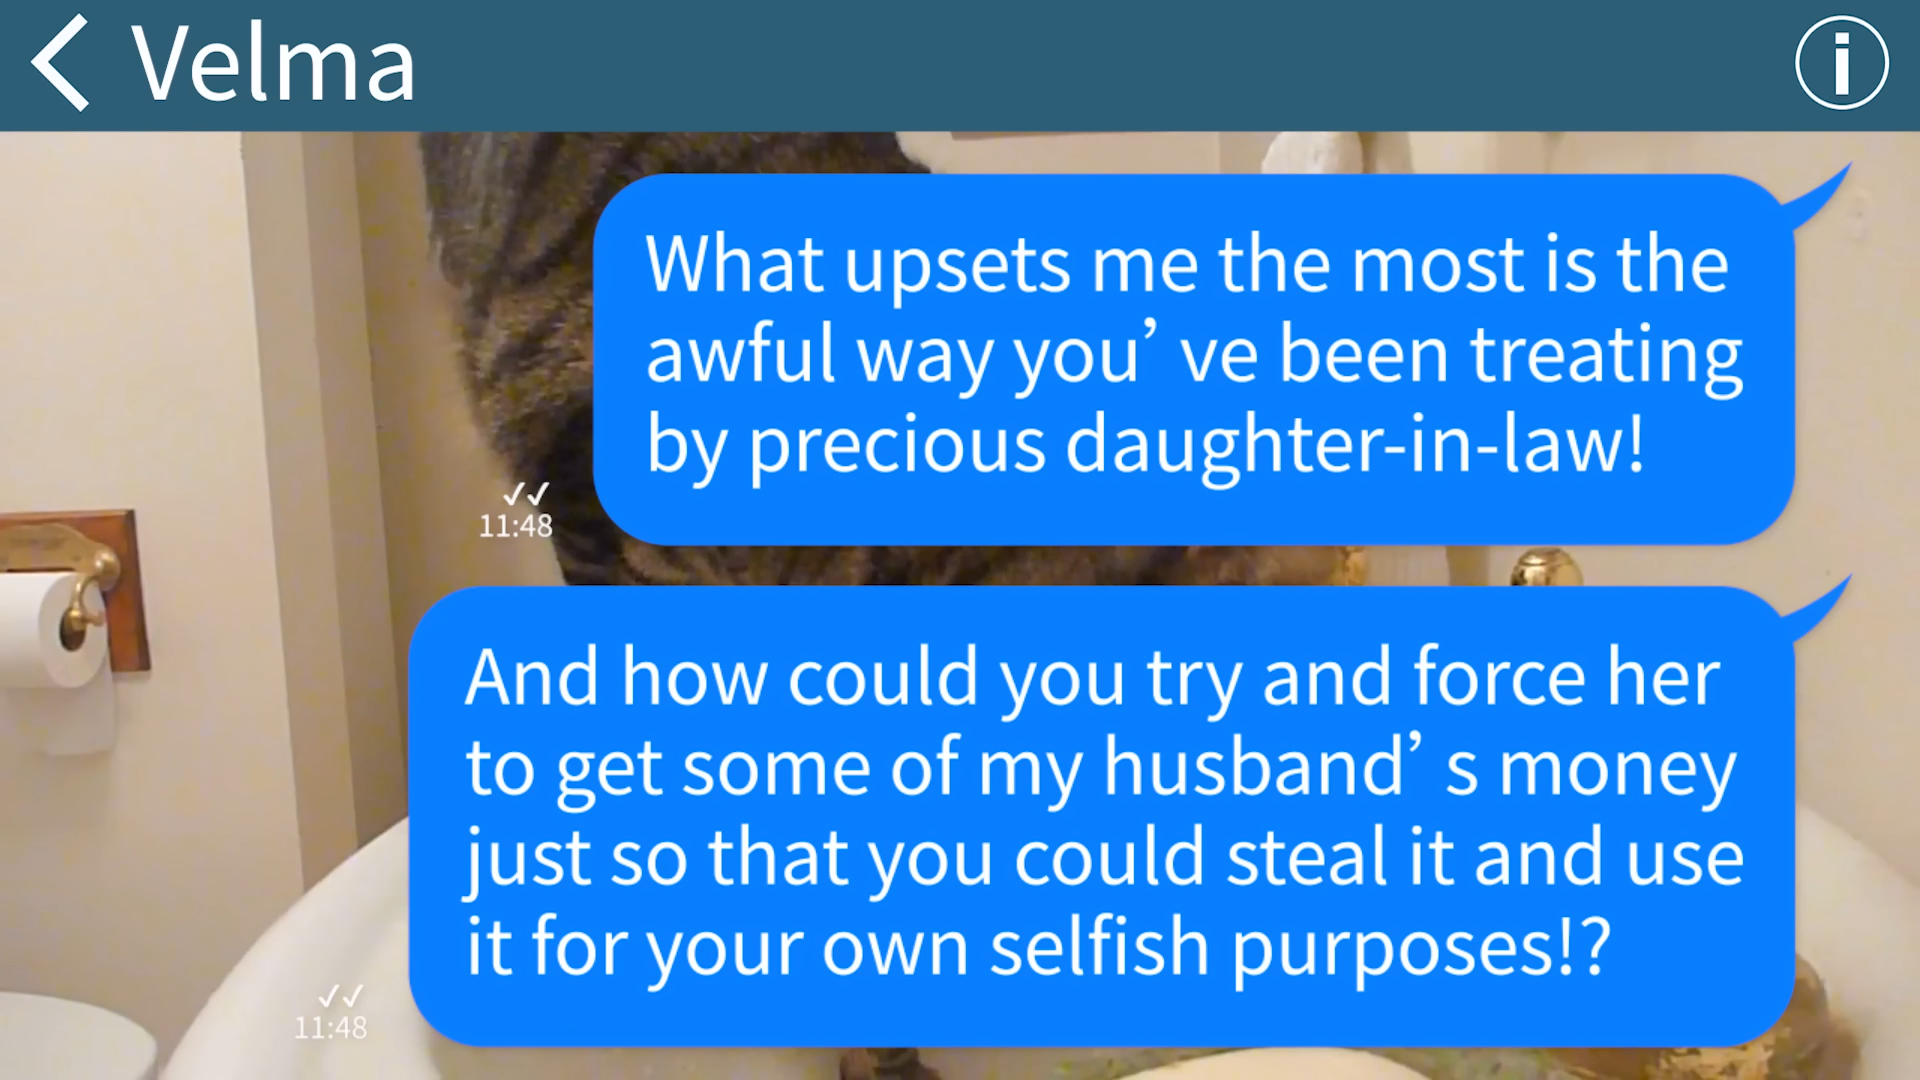 Velma
What upsets me the most is the
awful way you’ ve been treating
by precious daughter-in-law!
✓✓
11:48
And how could you try and force her
to get some of my husband’ s money
just so that you could steal it and use
it for your own selfish purposes!?
✓✓
11:48